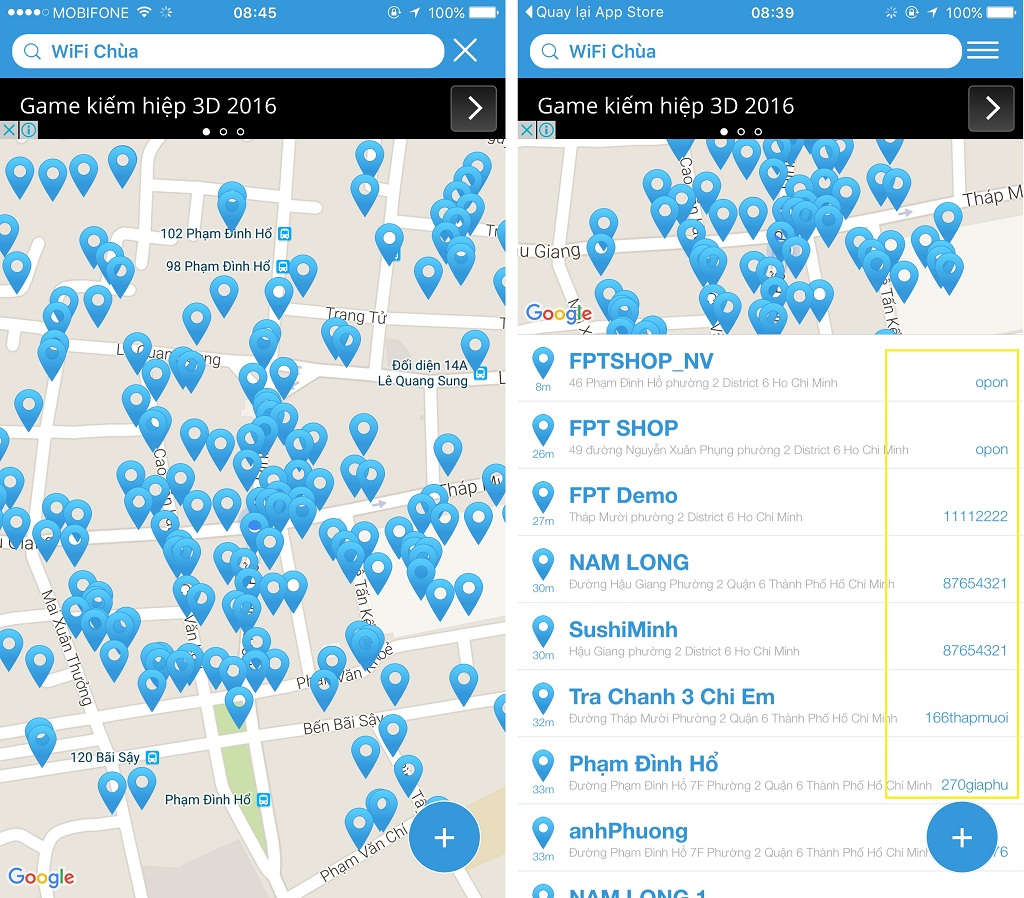 MOBIFONE
08:45
100%
WiFi Chùa
Game kiếm hiệp 3D 2016
102 Phạm Đình Hổ
98 Phạm Đình Hổ
Trang Tử
Đối diện 14A
Lê Quang Sung
Tháp
Mai Xuân Thưởng
Phạm Văn Khoẻ
Bến Bãi Sậy
120 Bãi Sậy
Phạm Đình Hổ
Phạm Văn Chí
Google
Quay lại App Store
08:39
100%
WiFi Chùa
Game kiếm hiệp 3D 2016
Tháp M
u Giang
Google
FPTSHOP_NV
46 Phạm Đình Hổ phường 2 District 6 Ho Chi Minh
8m
opon
FPT SHOP
49 đường Nguyễn Xuân Phụng phường 2 District 6 Ho Chi Minh
26m
opon
FPT Demo
Tháp Mười phường 2 District 6 Ho Chi Minh
27m
11112222
NAM LONG
Đường Hậu Giang Phường 2 Quận 6 Thành Phố Hồ Chí Minh
30m
87654321
SushiMinh
Hậu Giang phường 2 District 6 Ho Chi Minh
30m
87654321
Tra Chanh 3 Chi Em
Đường Tháp Mười Phường 2 Quận 6 Thành Phố Hồ Chí Minh
32m
166thapmuoi
Phạm Đình Hổ
Đường Phạm Đình Hổ 7F Phường 2 Quận 6 Thành Phố Hồ Chí Minh
33m
270giaphu
anhPhuong
Đường Phạm Đình Hổ 7F Phường 2 Quận 6 Thành Phố Hồ Chí Minh
33m
76
NAM LONG 1